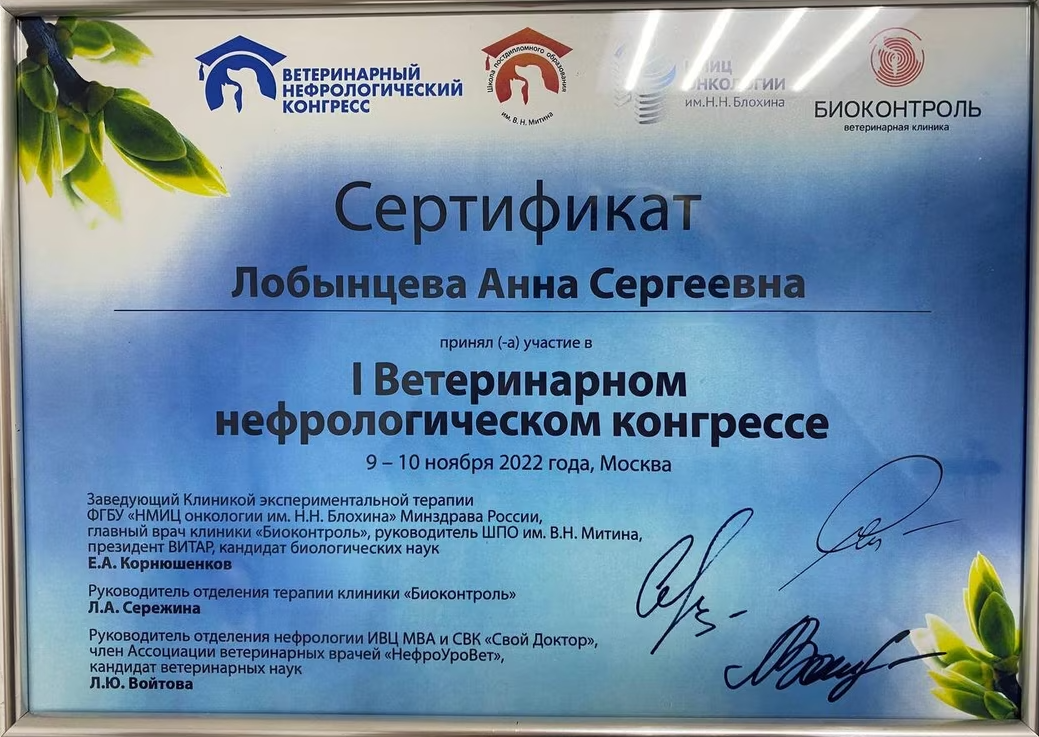 ВЕТЕРИНАРНЫЙ
НЕФРОЛОГИЧЕСКИЙ
КОНГРЕСС
Школа постдипломного образования
им. В. Н. Митина
НМИЦ
ОНКОЛОГИИ
им.Н.Н. Блохина
БИОКОНТРОЛЬ
ветеринарная клиника
Сертификат
Лобынцева Анна Сергеевна
принял (-а) участие в
I Ветеринарном
нефрологическом конгрессе
9 – 10 ноября 2022 года, Москва
Заведующий Клиникой экспериментальной терапии
ФГБУ «НМИЦ онкологии им. Н.Н. Блохина» Минздрава России,
главный врач клиники «Биоконтроль», руководитель ШПО им. В.Н. Митина,
президент ВИТАР, кандидат биологических наук
Е.А. Корнюшенков
Руководитель отделения терапии клиники «Биоконтроль»
Л.А. Сережина
Руководитель отделения нефрологии ИВЦ МВА и СВК «Свой Доктор»,
член Ассоциации ветеринарных врачей «НефроУроВет»,
кандидат ветеринарных наук
Л.Ю. Войтова